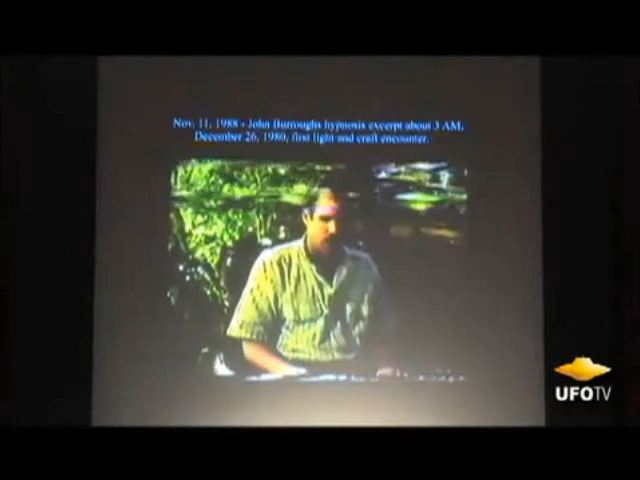 Nov. 11, 1988 - John Burroughs hypnosis excerpt about 3 AM,
December 26, 1980, first light and craft encounter.
UFOTV